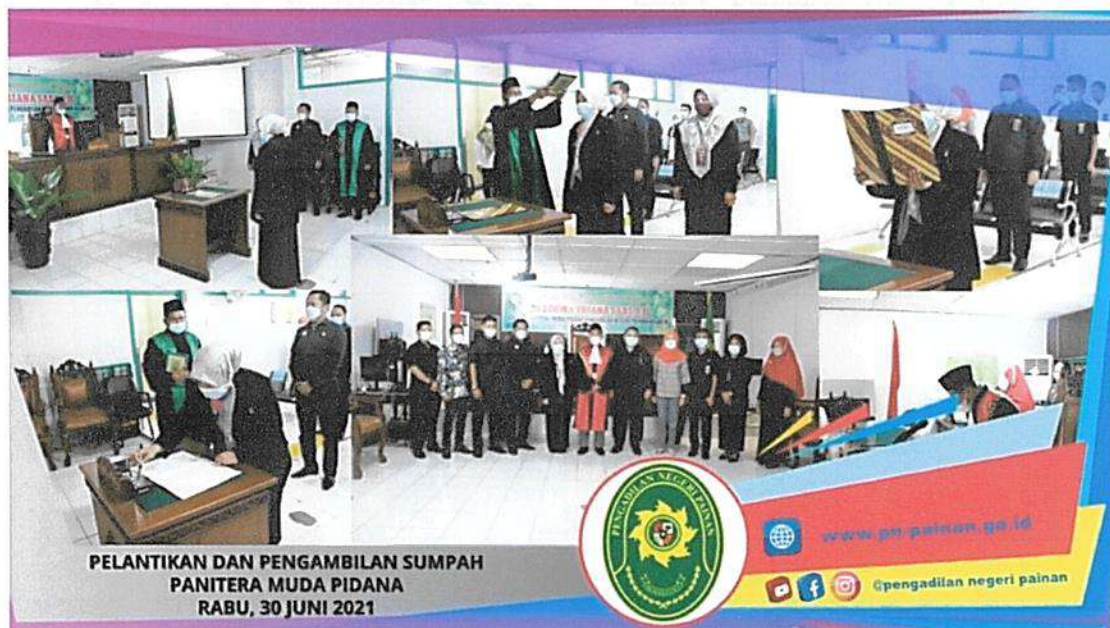 PELANTIKAN DAN PENGAMBILAN SUMPAH
PANITERA MUDA PIDANA
RABU, 30 JUNI 2021
PENGADILAN NEGERI PAINAN
www.pn-painan.go.id
@pengadilan negeri painan